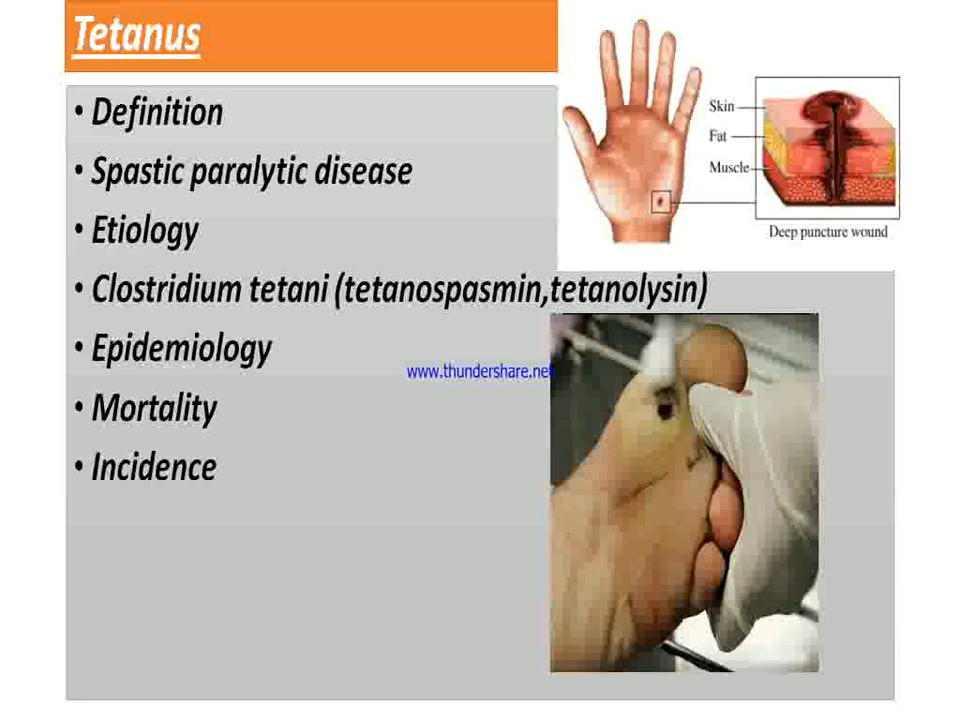 Tetanus
• Definition
• Spastic paralytic disease
• Etiology
• Clostridium tetani (tetanospasmin,tetanolysin)
• Epidemiology
• Mortality
• Incidence
Skin
Fat
Muscle
Deep puncture wound
www.thundershare.net